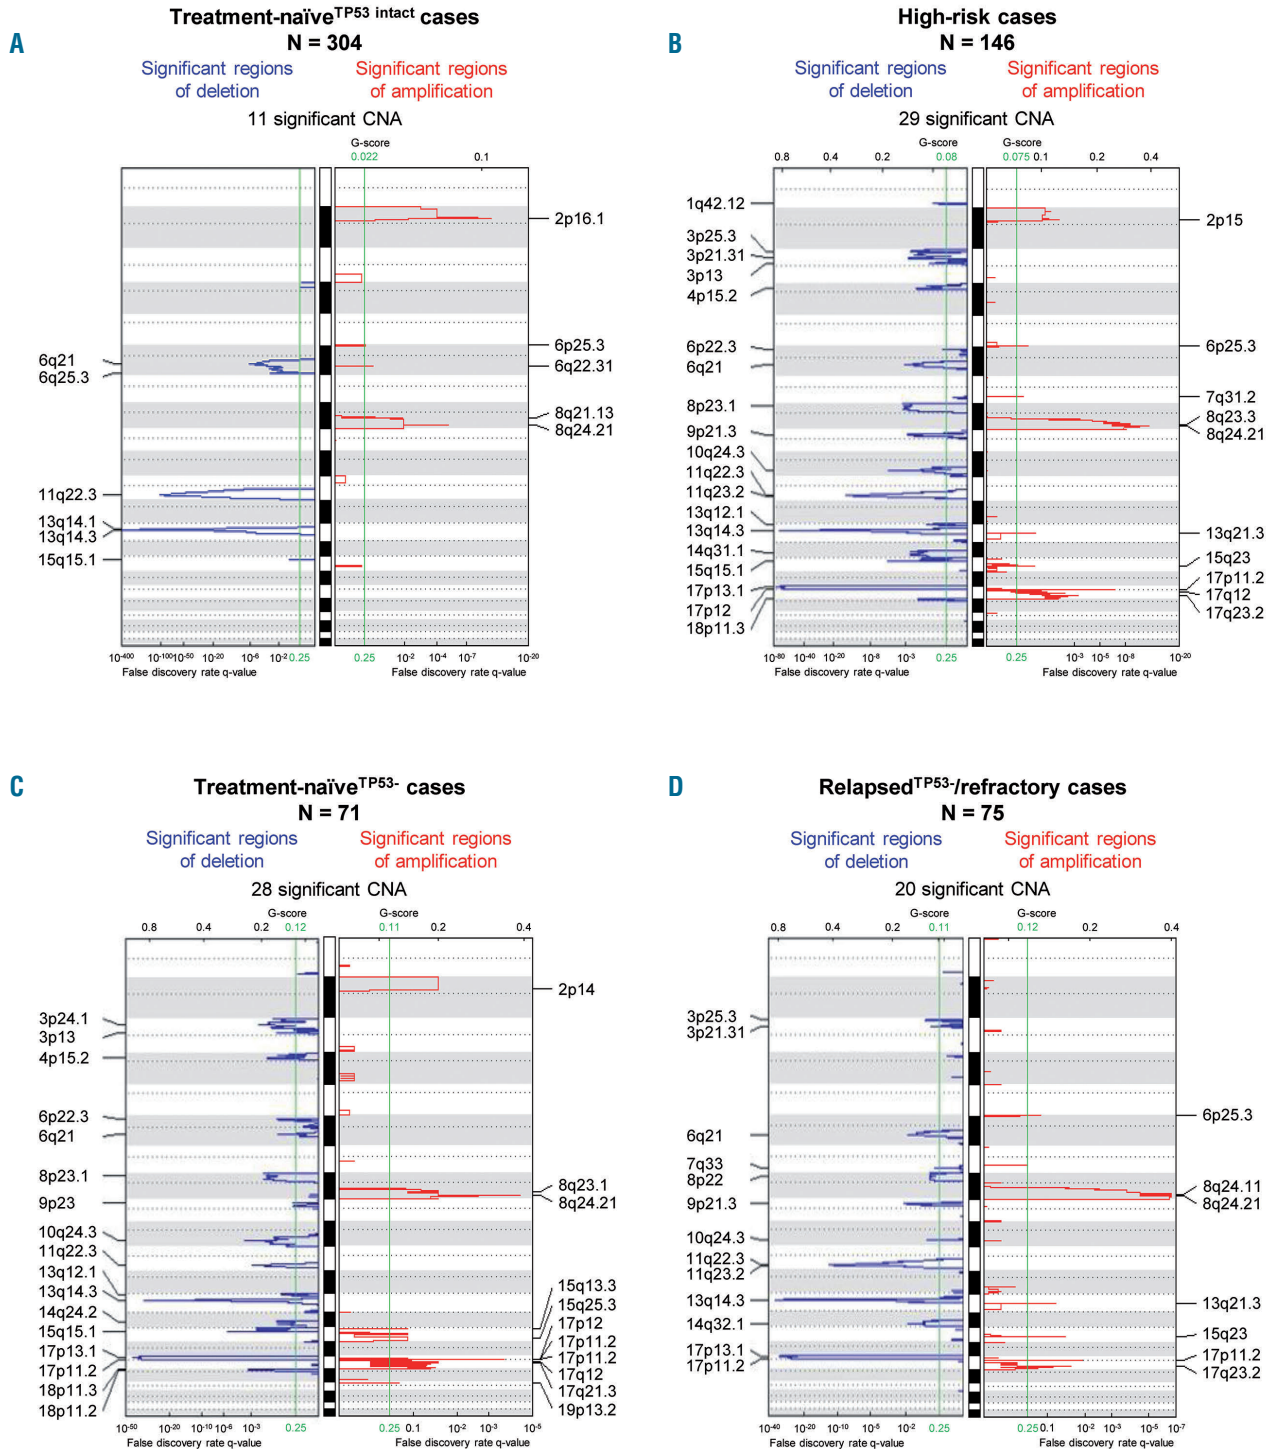 A
Treatment-naïve TP53 intact cases
N = 304
Significant regions of deletion
Significant regions of amplification
11 significant CNA
G-score
0.022
0.1
6q21
6q25.3
11q22.3
13q14.1
13q14.3
15q15.1
2p16.1
6p25.3
6q22.31
8q21.13
8q24.21
10-400 10-100 10-50 10-20 10-6 10-2 0.25
0.25 10-2 10-4 10-7 10-20
False discovery rate q-value
False discovery rate q-value
B
High-risk cases
N = 146
Significant regions of deletion
Significant regions of amplification
29 significant CNA
G-score
G-score
0.8 0.4 0.2 0.08
0.075 0.1 0.2 0.4
1q42.12
3p25.3
3p21.31
3p13
4p15.2
6p22.3
6q21
8p23.1
9p21.3
10q24.3
11q22.3
11q23.2
13q12.1
13q14.3
14q31.1
15q15.1
17p13.1
17p12
18p11.3
2p15
6p25.3
7q31.2
8q23.3
8q24.21
13q21.3
15q23
17p11.2
17q12
17q23.2
10-80 10-40 10-20 10-8 10-3 0.25
0.25 10-3 10-5 10-8 10-20
False discovery rate q-value
False discovery rate q-value
C
Treatment-naïve TP53- cases
N = 71
Significant regions of deletion
Significant regions of amplification
28 significant CNA
G-score
G-score
0.8 0.4 0.2 0.12
0.11 0.2 0.4
3p24.1
3p13
4p15.2
6p22.3
6q21
8p23.1
9p23
10q24.3
11q22.3
13q12.1
13q14.3
14q24.2
15q15.1
17p13.1
17p11.2
18p11.3
18p11.2
2p14
8q23.1
8q24.21
15q13.3
15q25.3
17p12
17p11.2
17p11.2
17q12
17q21.3
19p13.2
10-50 10-20 10-10 10-6 10-3 0.25
0.25 0.1 10-2 10-3 10-5
False discovery rate q-value
False discovery rate q-value
D
Relapsed TP53-/refractory cases
N = 75
Significant regions of deletion
Significant regions of amplification
20 significant CNA
G-score
G-score
0.8 0.4 0.2 0.11
0.12 0.2 0.4
3p25.3
3p21.31
6q21
7q33
8p22
9p21.3
10q24.3
11q22.3
11q23.2
13q14.3
14q32.1
17p13.1
17p11.2
6p25.3
8q24.11
8q24.21
13q21.3
15q23
17p11.2
17q23.2
10-40 10-20 10-10 10-5 10-2 0.25
0.25 0.1 10-2 10-3 10-5 10-7
False discovery rate q-value
False discovery rate q-value